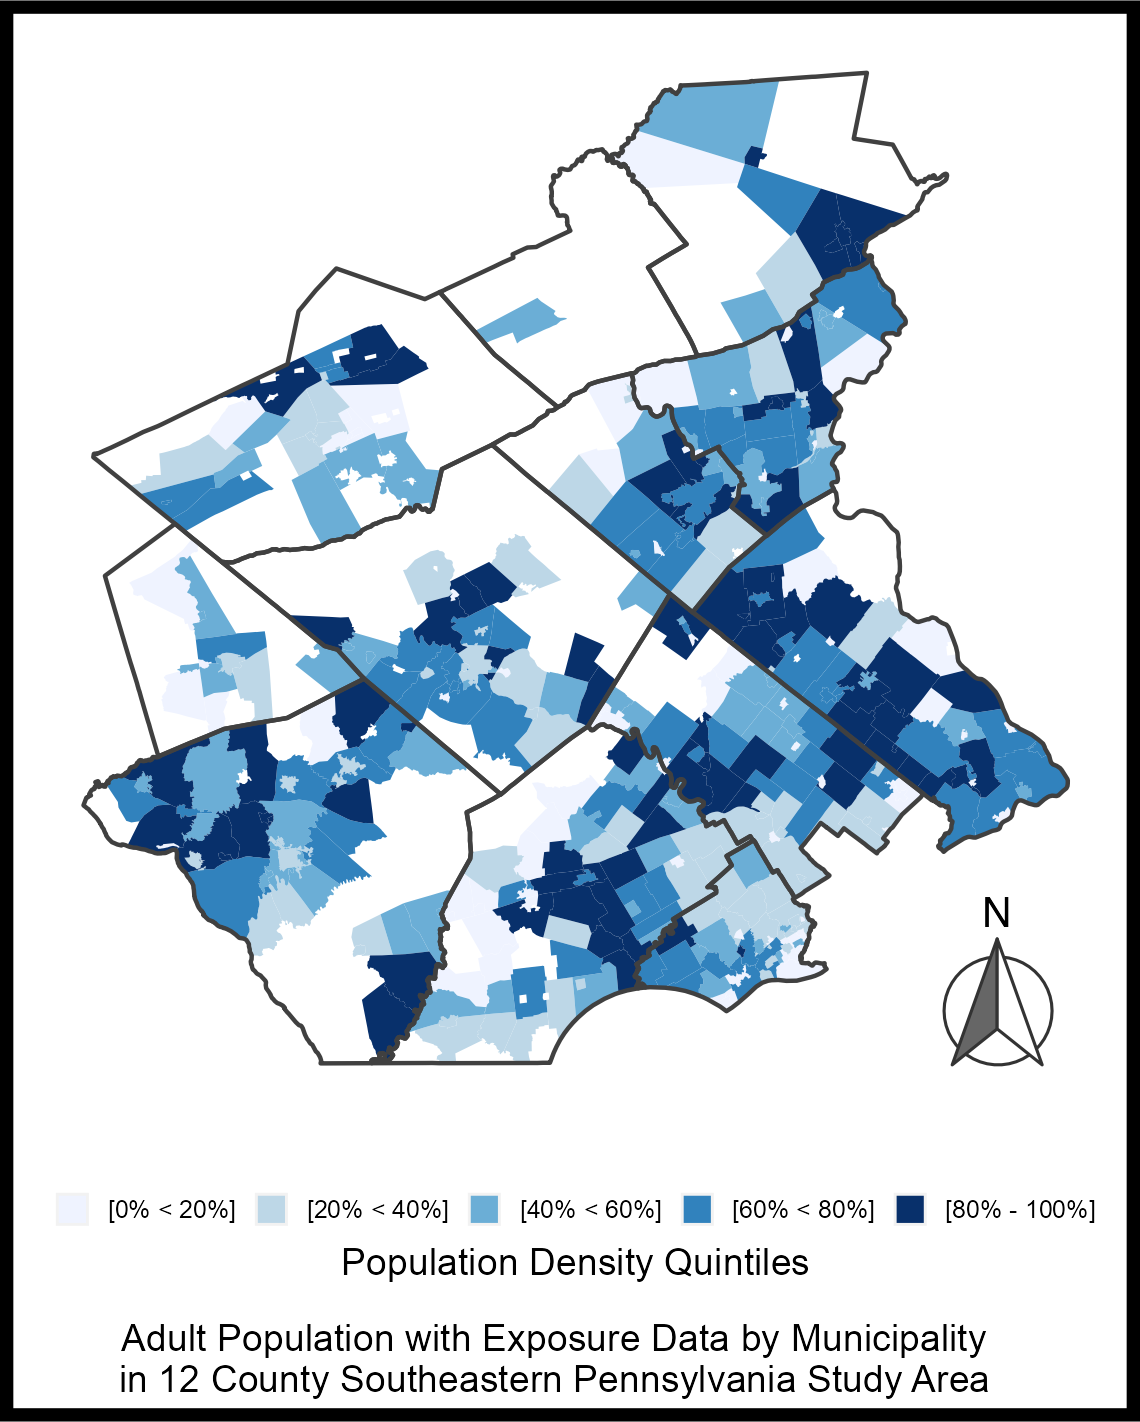 N
[0% < 20%] [20% < 40%] [40% < 60%] [60% < 80%] [80% - 100%]
Population Density Quintiles
Adult Population with Exposure Data by Municipality
in 12 County Southeastern Pennsylvania Study Area